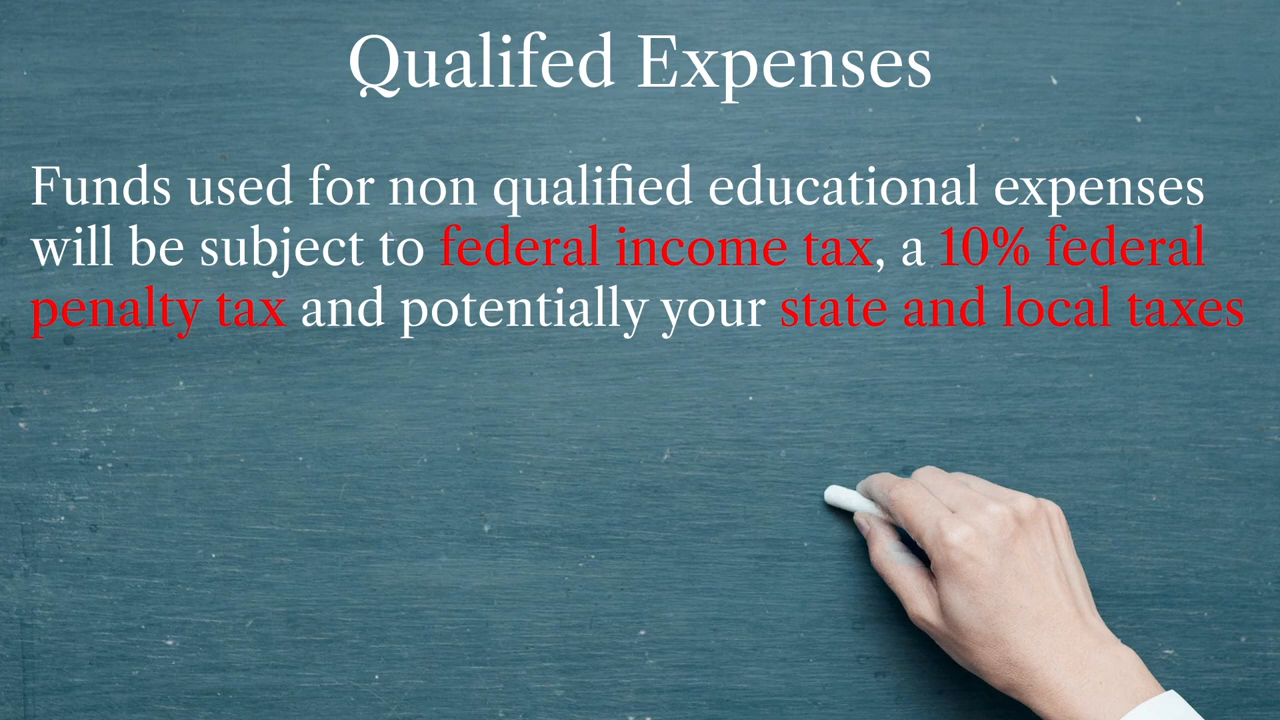 Qualifed Expenses
Funds used for non qualified educational expenses
will be subject to federal income tax, a 10% federal
penalty tax and potentially your state and local taxes